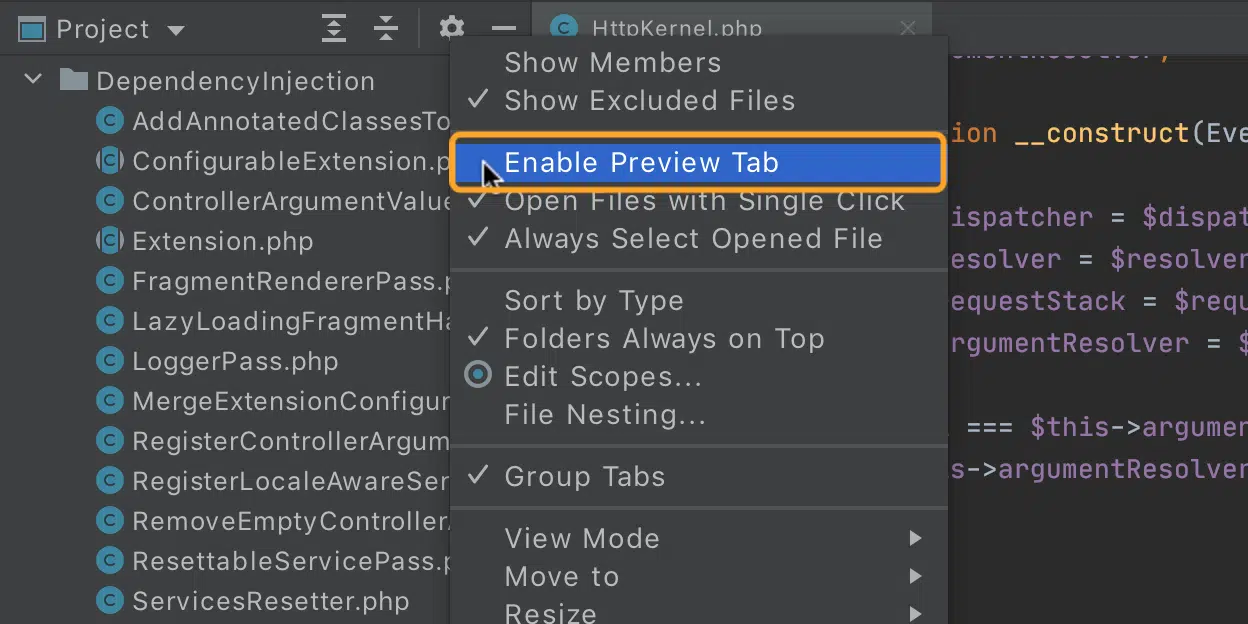 Project
HttpKernel.php
DependencyInjection
AddAnnotatedClassesTo
ConfigurableExtension.p
ControllerArgumentValue
Extension.php
FragmentRendererPass.p
LazyLoadingFragmentHa
LoggerPass.php
MergeExtensionConfigur
RegisterControllerArgum
RegisterLocaleAwareSer
RemoveEmptyController
ResettableServicePass.p
ServicesResetter.php
Show Members
Show Excluded Files
Enable Preview Tab
Open Files with Single Click
Always Select Opened File
Sort by Type
Folders Always on Top
Edit Scopes...
File Nesting...
Group Tabs
View Mode
Move to
Resize
ion __construct(Eve
ispatcher = $dispat
esolver = $resolver
equestStack = $requ
rgumentResolver = $
=== $this->argumen
s->argumentResolver